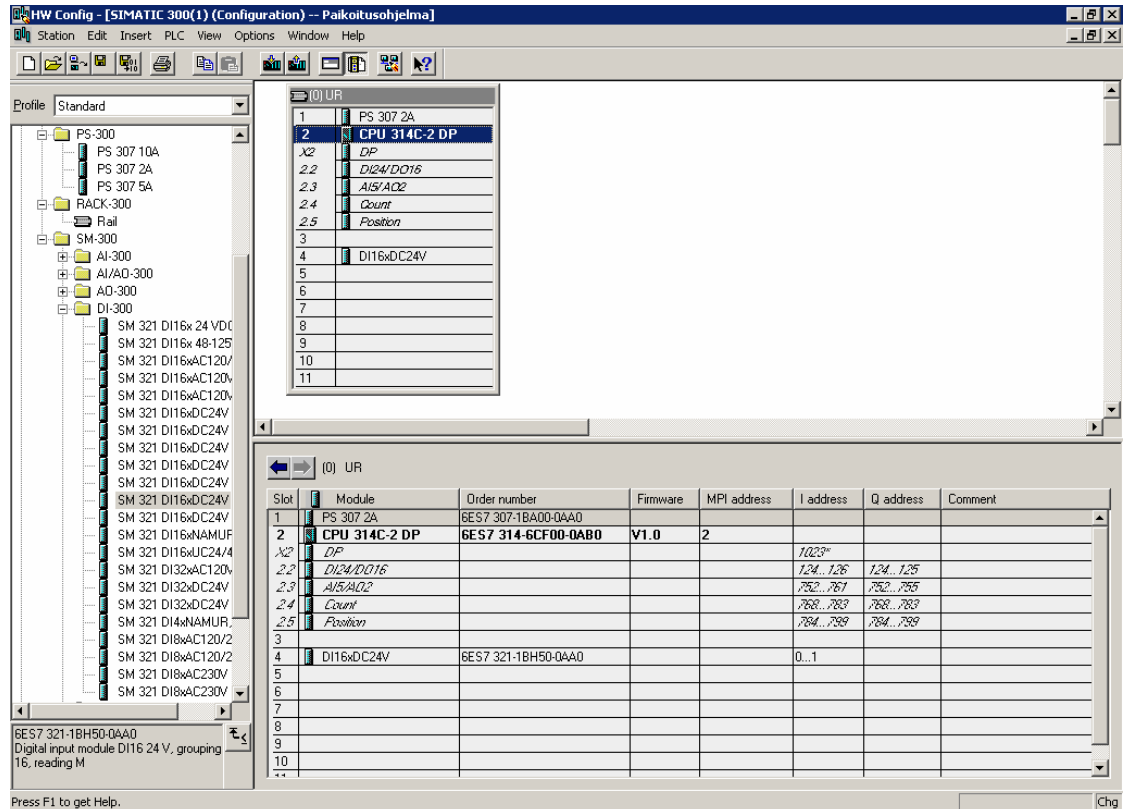 HW Config - [SIMATIC 300(1) (Configuration) -- Paikoitusohjelma]
Station Edit Insert PLC View Options Window Help
Profile Standard
PS-300
PS 307 10A
PS 307 2A
PS 307 5A
RACK-300
Rail
SM-300
AI-300
AI/AO-300
AO-300
DI-300
SM 321 DI16x 24 VDC
SM 321 DI16x 48-125
SM 321 DI16xAC120/
SM 321 DI16xAC120V
SM 321 DI16xAC120V
SM 321 DI16xDC24V
SM 321 DI16xDC24V
SM 321 DI16xDC24V
SM 321 DI16xDC24V
SM 321 DI16xDC24V
SM 321 DI16xDC24V
SM 321 DI16xDC24V
SM 321 DI16xNAMUR
SM 321 DI16xUC24/4
SM 321 DI32xAC120V
SM 321 DI32xDC24V
SM 321 DI32xDC24V
SM 321 DI4xNAMUR,
SM 321 DI8xAC120/2
SM 321 DI8xAC120/2
SM 321 DI8xAC230V
SM 321 DI8xAC230V
6ES7 321-1BH50-0AA0
Digital input module DI16 24 V, grouping
16, reading M
(0) UR
1 PS 307 2A
2 CPU 314C-2 DP
X2 DP
2.2 DI24/DO16
2.3 AI5/AO2
2.4 Count
2.5 Position
3
4 DI16xDC24V
5
6
7
8
9
10
11
(0) UR
Slot Module Order number Firmware MPI address I address Q address Comment
1 PS 307 2A 6ES7 307-1BA00-0AA0
2 CPU 314C-2 DP 6ES7 314-6CF00-0AB0 V1.0 2
X2 DP 1023*
2.2 DI24/DO16 124...126 124...125
2.3 AI5/AO2 752...761 752...755
2.4 Count 768...783 768...783
2.5 Position 784...799 784...799
3
4 DI16xDC24V 6ES7 321-1BH50-0AA0 0...1
5
6
7
8
9
10
11
Press F1 to get Help. Chg